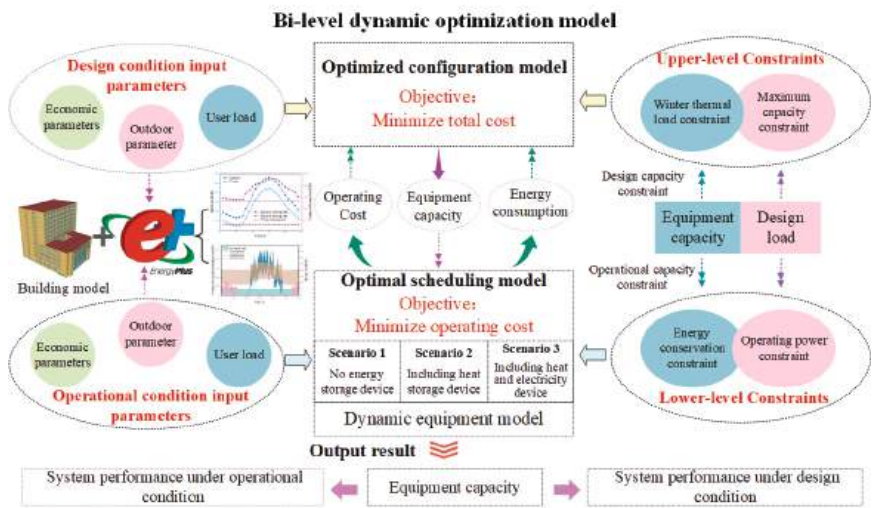 Bi-level dynamic optimization model
Design condition input
parameters
Economic
parameters
Outdoor
parameter
User load
Optimized configuration model
Objective:
Minimize total cost
Upper-level Constraints
Winter thermal
load constraint
Maximum
capacity
constraint
Operating
Cost
Equipment
capacity
Energy
consumption
Design capacity
constraint
Equipment
capacity
Design
load
Operational capacity
constraint
Building model
+
e+
EnergyPlus
Optimal scheduling model
Objective:
Minimize operating cost
Scenario 1
No energy
storage device
Scenario 2
Including heat
storage device
Scenario 3
Including heat
and electricity
device
Dynamic equipment model
Economic
parameters
Outdoor
parameter
User load
Operational condition input
parameters
Energy
conservation
constraint
Operating power
constraint
Lower-level Constraints
Output result
System performance under operational
condition
Equipment capacity
System performance under design
condition